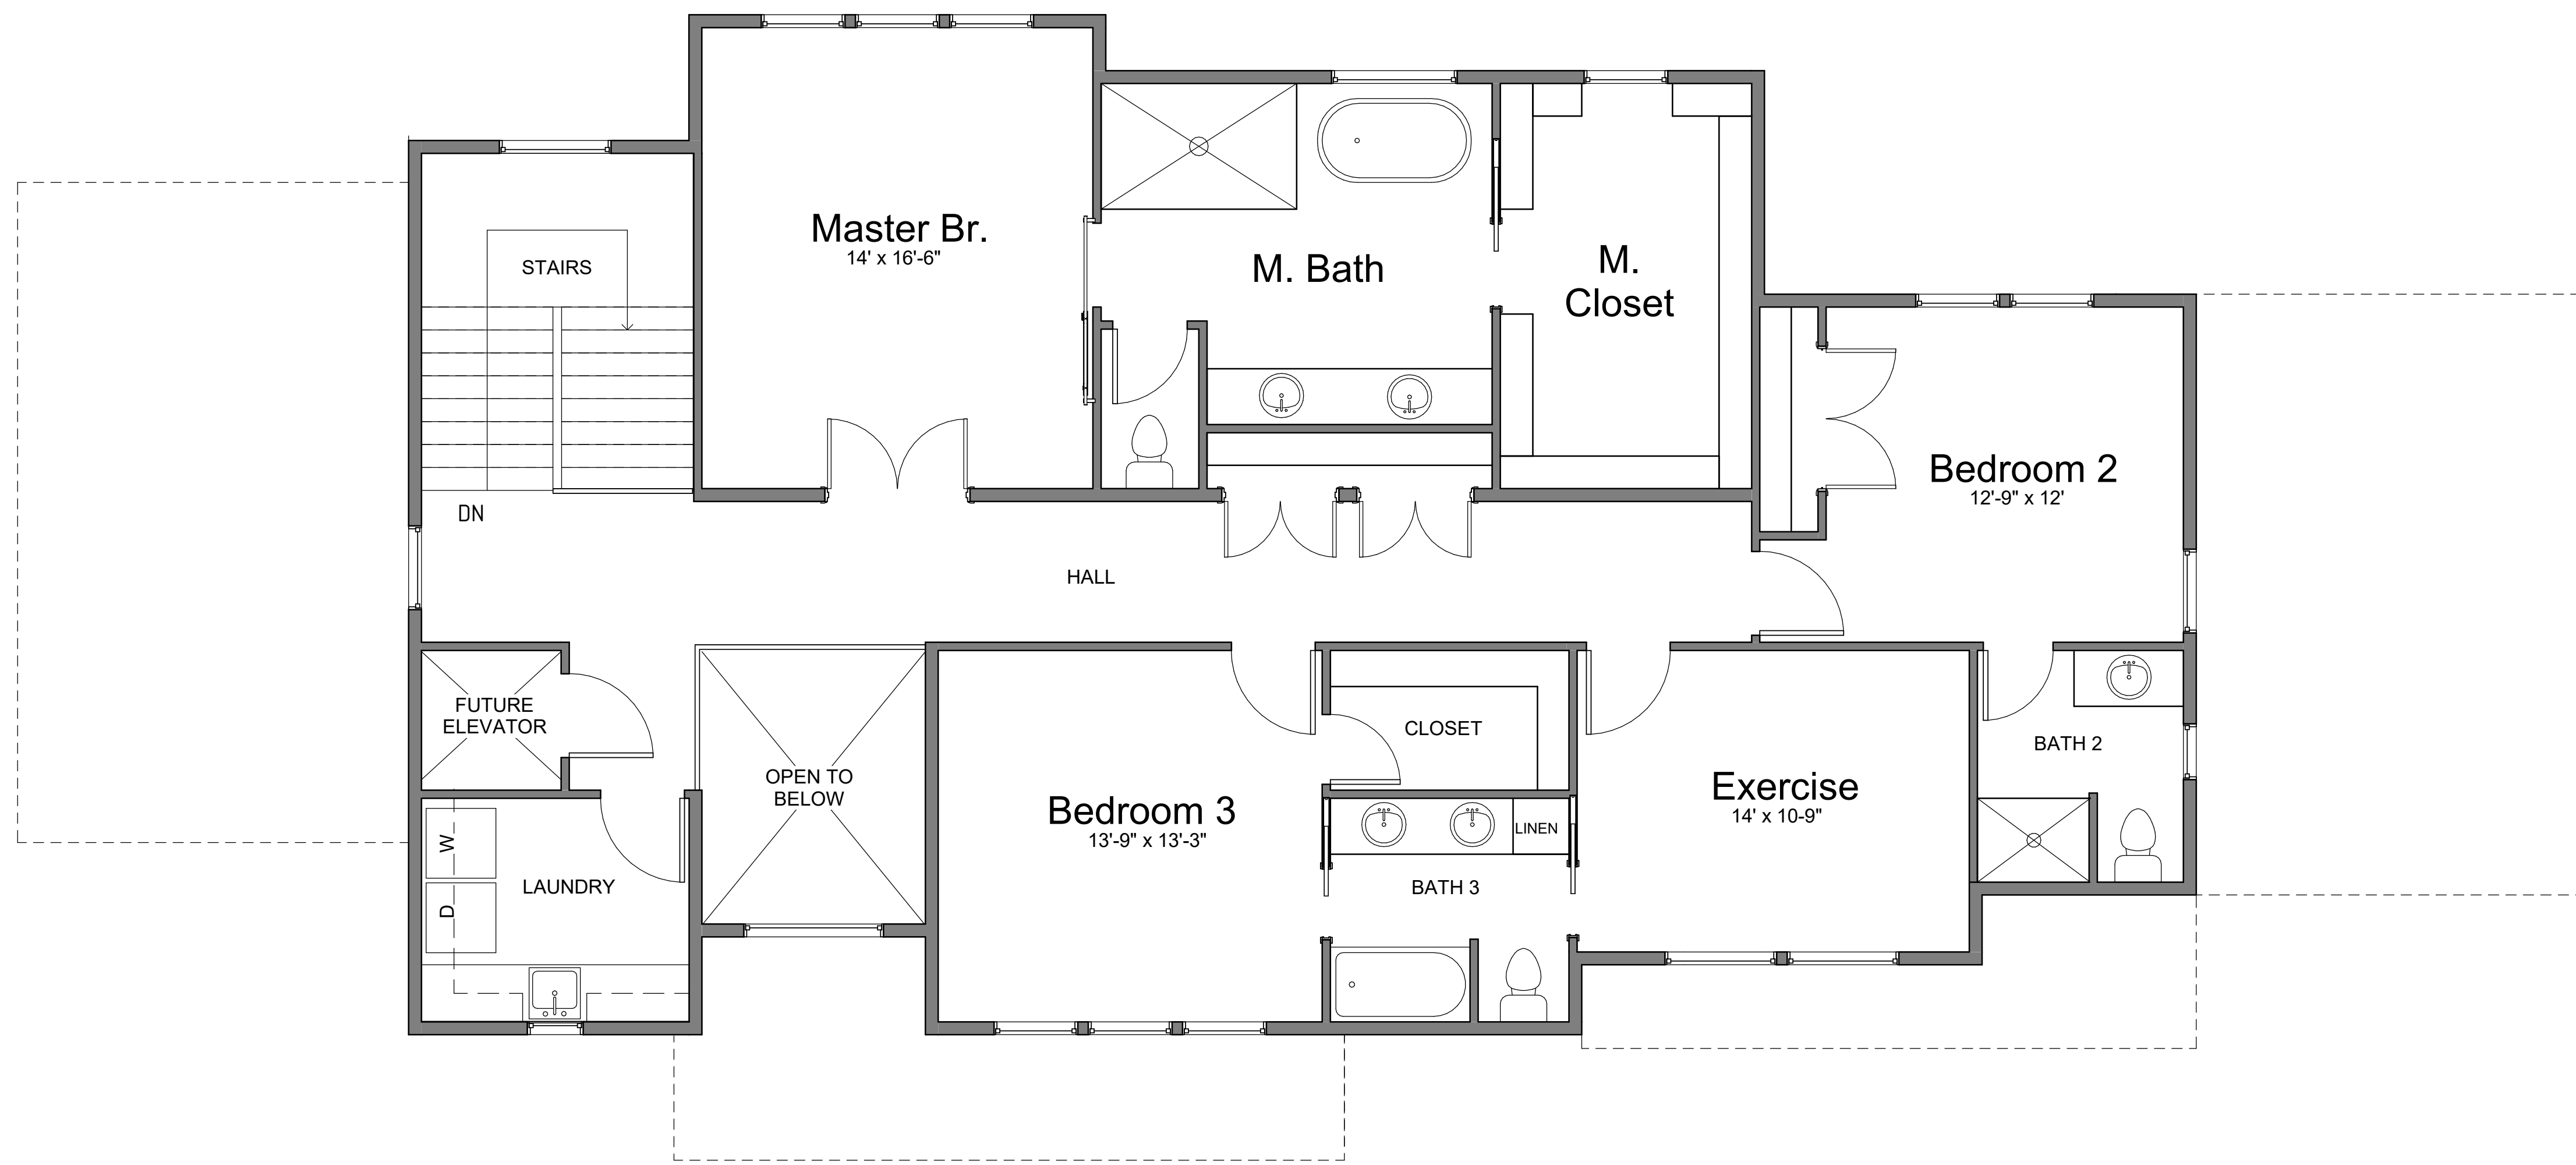 Master Br.
14' x 16'-6"
STAIRS
M. Bath
M.
Closet
Bedroom 2
12'-9" x 12'
DN
HALL
FUTURE
ELEVATOR
OPEN TO
BELOW
CLOSET
BATH 2
Exercise
14' x 10-9"
Bedroom 3
13'-9" x 13'-3"
LINEN
W
LAUNDRY
D
BATH 3